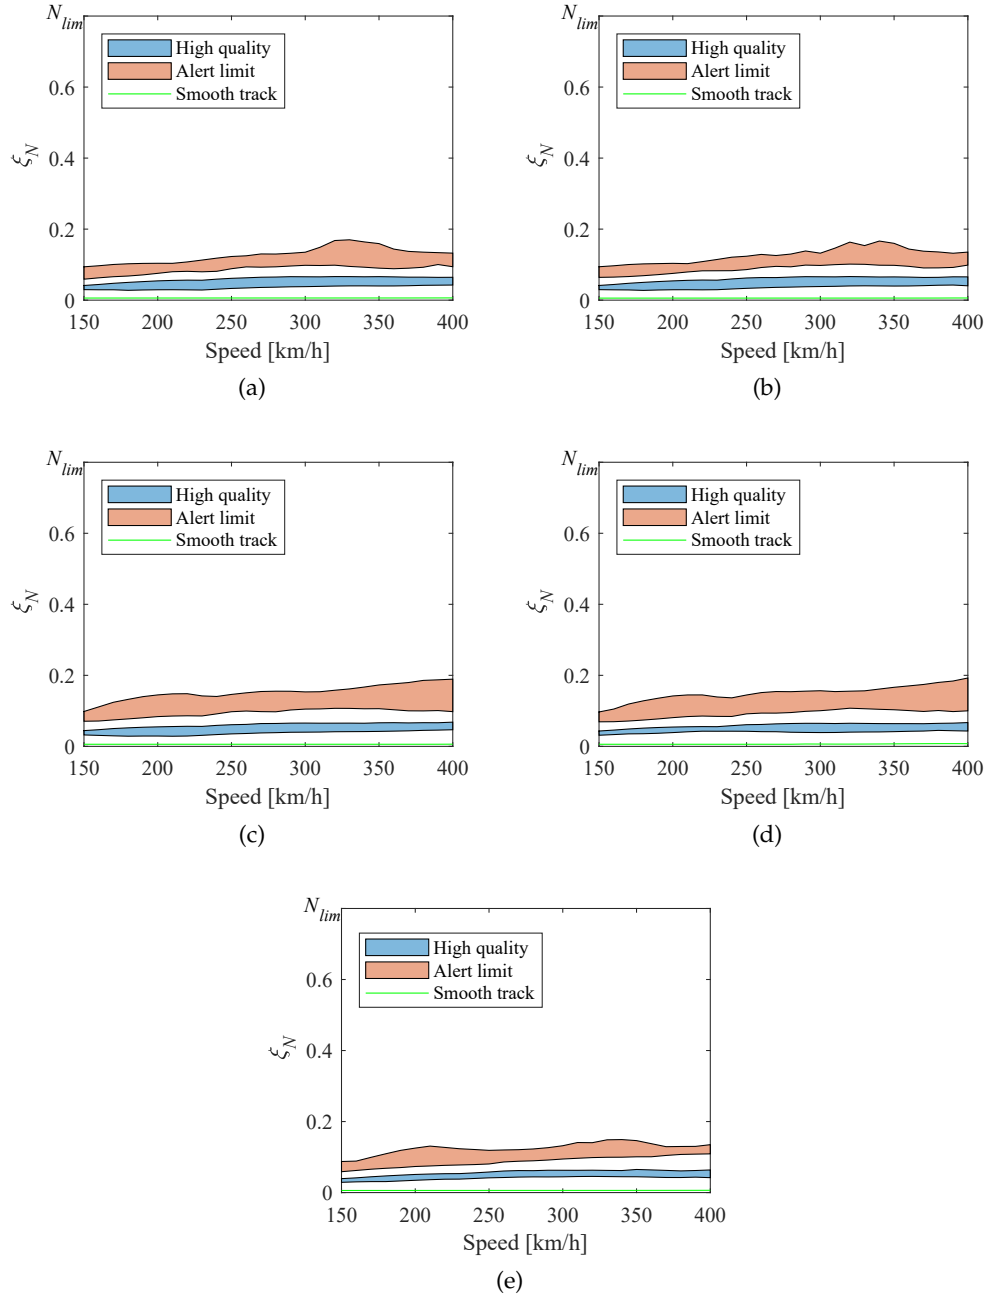 N_lim
High quality
Alert limit
Smooth track
0.6
0.4
0.2
0
ξ_N
150 200 250 300 350 400
Speed [km/h]
(a)
N_lim
High quality
Alert limit
Smooth track
0.6
0.4
0.2
0
ξ_N
150 200 250 300 350 400
Speed [km/h]
(b)
N_lim
High quality
Alert limit
Smooth track
0.6
0.4
0.2
0
ξ_N
150 200 250 300 350 400
Speed [km/h]
(c)
N_lim
High quality
Alert limit
Smooth track
0.6
0.4
0.2
0
ξ_N
150 200 250 300 350 400
Speed [km/h]
(d)
N_lim
High quality
Alert limit
Smooth track
0.6
0.4
0.2
0
ξ_N
150 200 250 300 350 400
Speed [km/h]
(e)